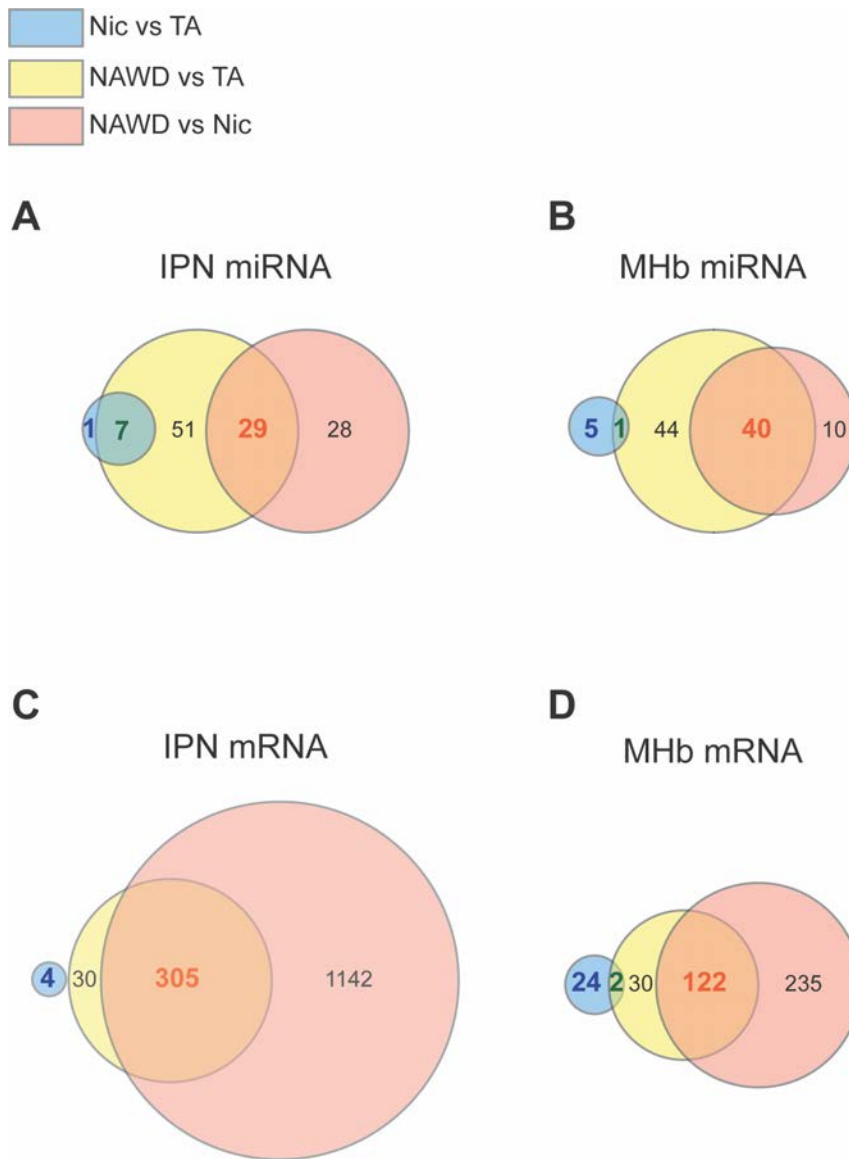 Nic vs TA
NAWD vs TA
NAWD vs Nic
A
IPN miRNA
1 7 51 29 28
B
MHb miRNA
5 1 44 40 10
C
IPN mRNA
4 30 305 1142
D
MHb mRNA
24 2 30 122 235